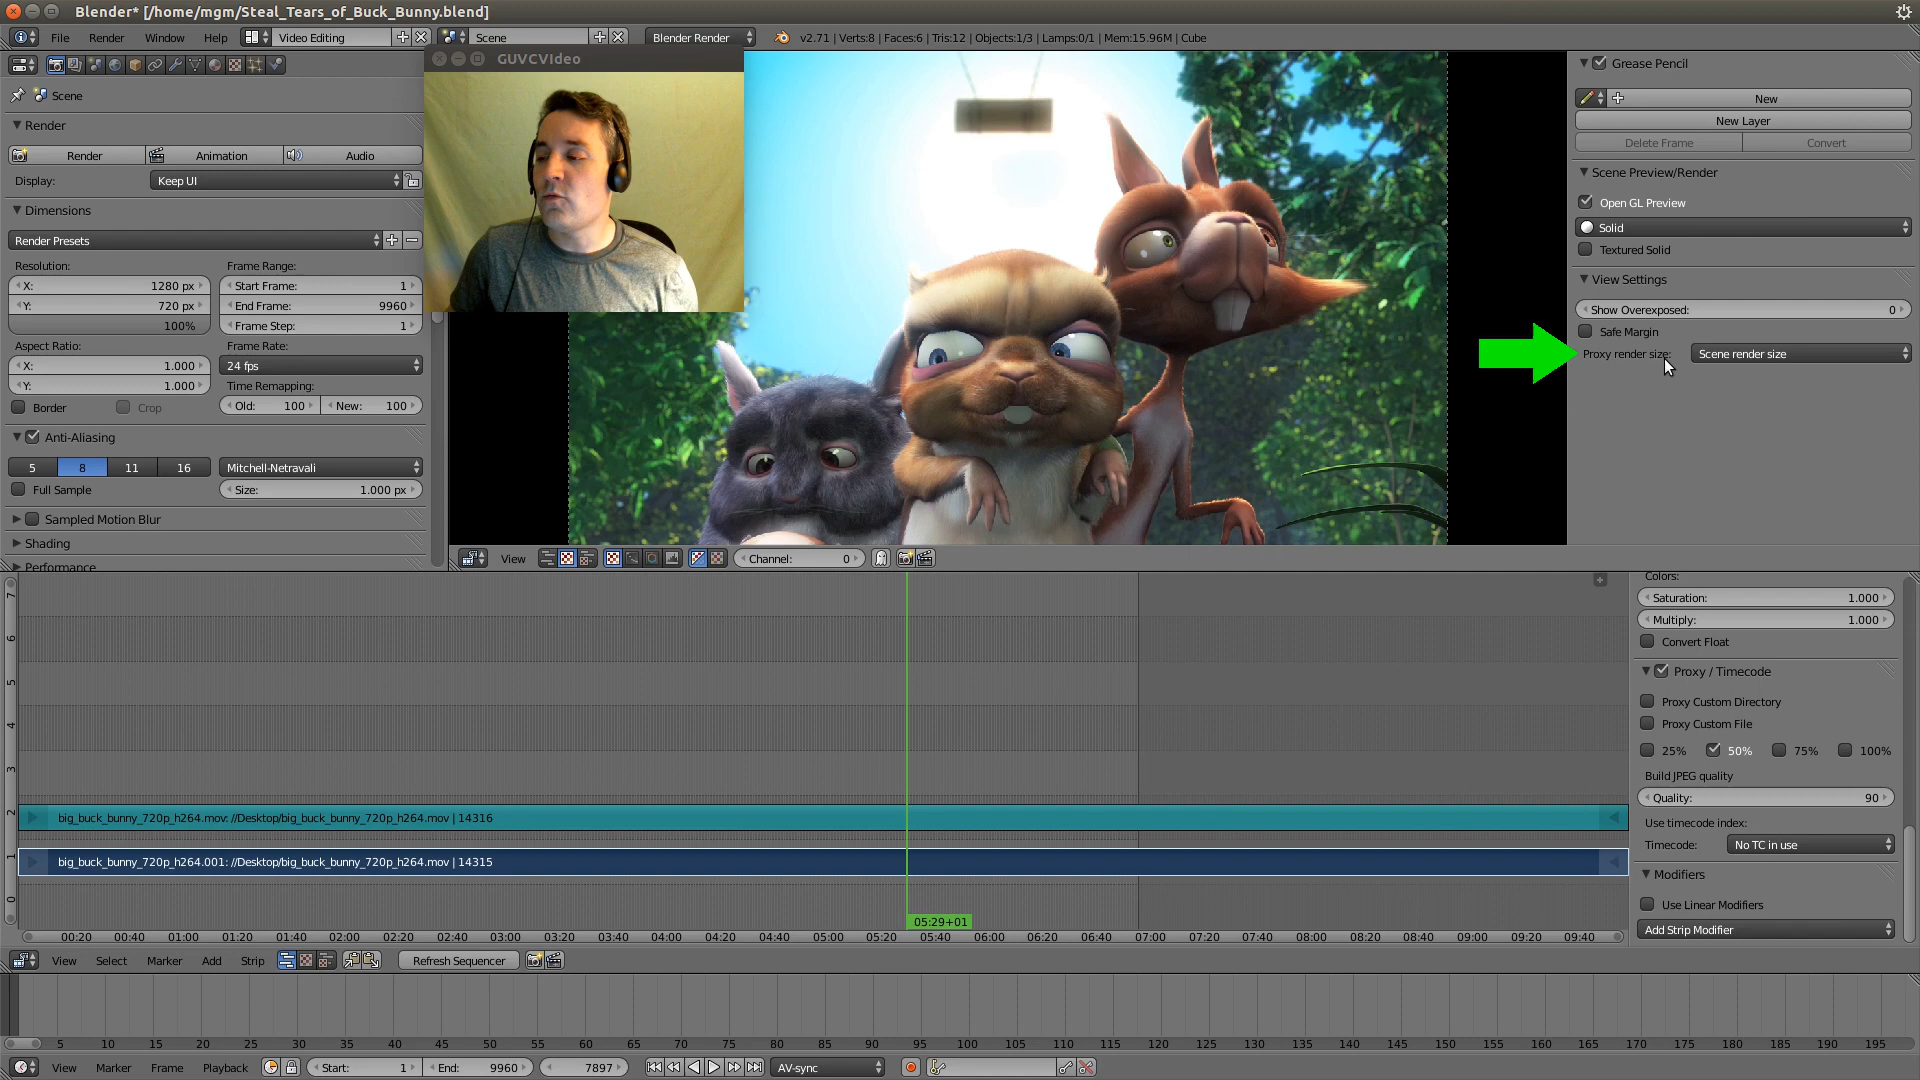 Blender* [/home/mgm/Steal_Tears_of_Buck_Bunny.blend]
File Render Window Help Video Editing Scene Blender Render v2.71 | Verts:8 | Faces:6 | Tris:12 | Objects:1/3 | Lamps:0/1 | Mem:15.96M | Cube
GUVCVIdeo
Scene
Render
Render Animation Audio
Display: Keep UI
Dimensions
Render Presets
Resolution: Frame Range:
X: 1280 px Start Frame: 1
Y: 720 px End Frame: 9960
100% Frame Step: 1
Aspect Ratio: Frame Rate:
X: 1.000 24 fps
Y: 1.000 Time Remapping:
Border Crop Old: 100 New: 100
Anti-Aliasing
5 8 11 16 Mitchell-Netravali
Full Sample Size: 1.000 px
Sampled Motion Blur
Shading
Performance
Grease Pencil
New
New Layer
Delete Frame Convert
Scene Preview/Render
Open GL Preview
Solid
Textured Solid
View Settings
Show Overexposed: 0
Safe Margin
Proxy render size: Scene render size
View Channel: 0
7
6
5
4
3
2
1
0
big_buck_bunny_720p_h264.mov: //Desktop/big_buck_bunny_720p_h264.mov | 14316
big_buck_bunny_720p_h264.001: //Desktop/big_buck_bunny_720p_h264.mov | 14315
05:29+01
00:20 00:40 01:00 01:20 01:40 02:00 02:20 02:40 03:00 03:20 03:40 04:00 04:20 04:40 05:00 05:20 05:40 06:00 06:20 06:40 07:00 07:20 07:40 08:00 08:20 08:40 09:00 09:20 09:40
View Select Marker Add Strip Refresh Sequencer
Colors:
Saturation: 1.000
Multiply: 1.000
Convert Float
Proxy / Timecode
Proxy Custom Directory
Proxy Custom File
25% 50% 75% 100%
Build JPEG quality
Quality: 90
Use timecode index:
Timecode: No TC in use
Modifiers
Use Linear Modifiers
Add Strip Modifier
5 10 15 20 25 30 35 40 45 50 55 60 65 70 75 80 85 90 95 100 105 110 115 120 125 130 135 140 145 150 155 160 165 170 175 180 185 190 195
View Marker Frame Playback Start: 1 End: 9960 7897 AV-sync